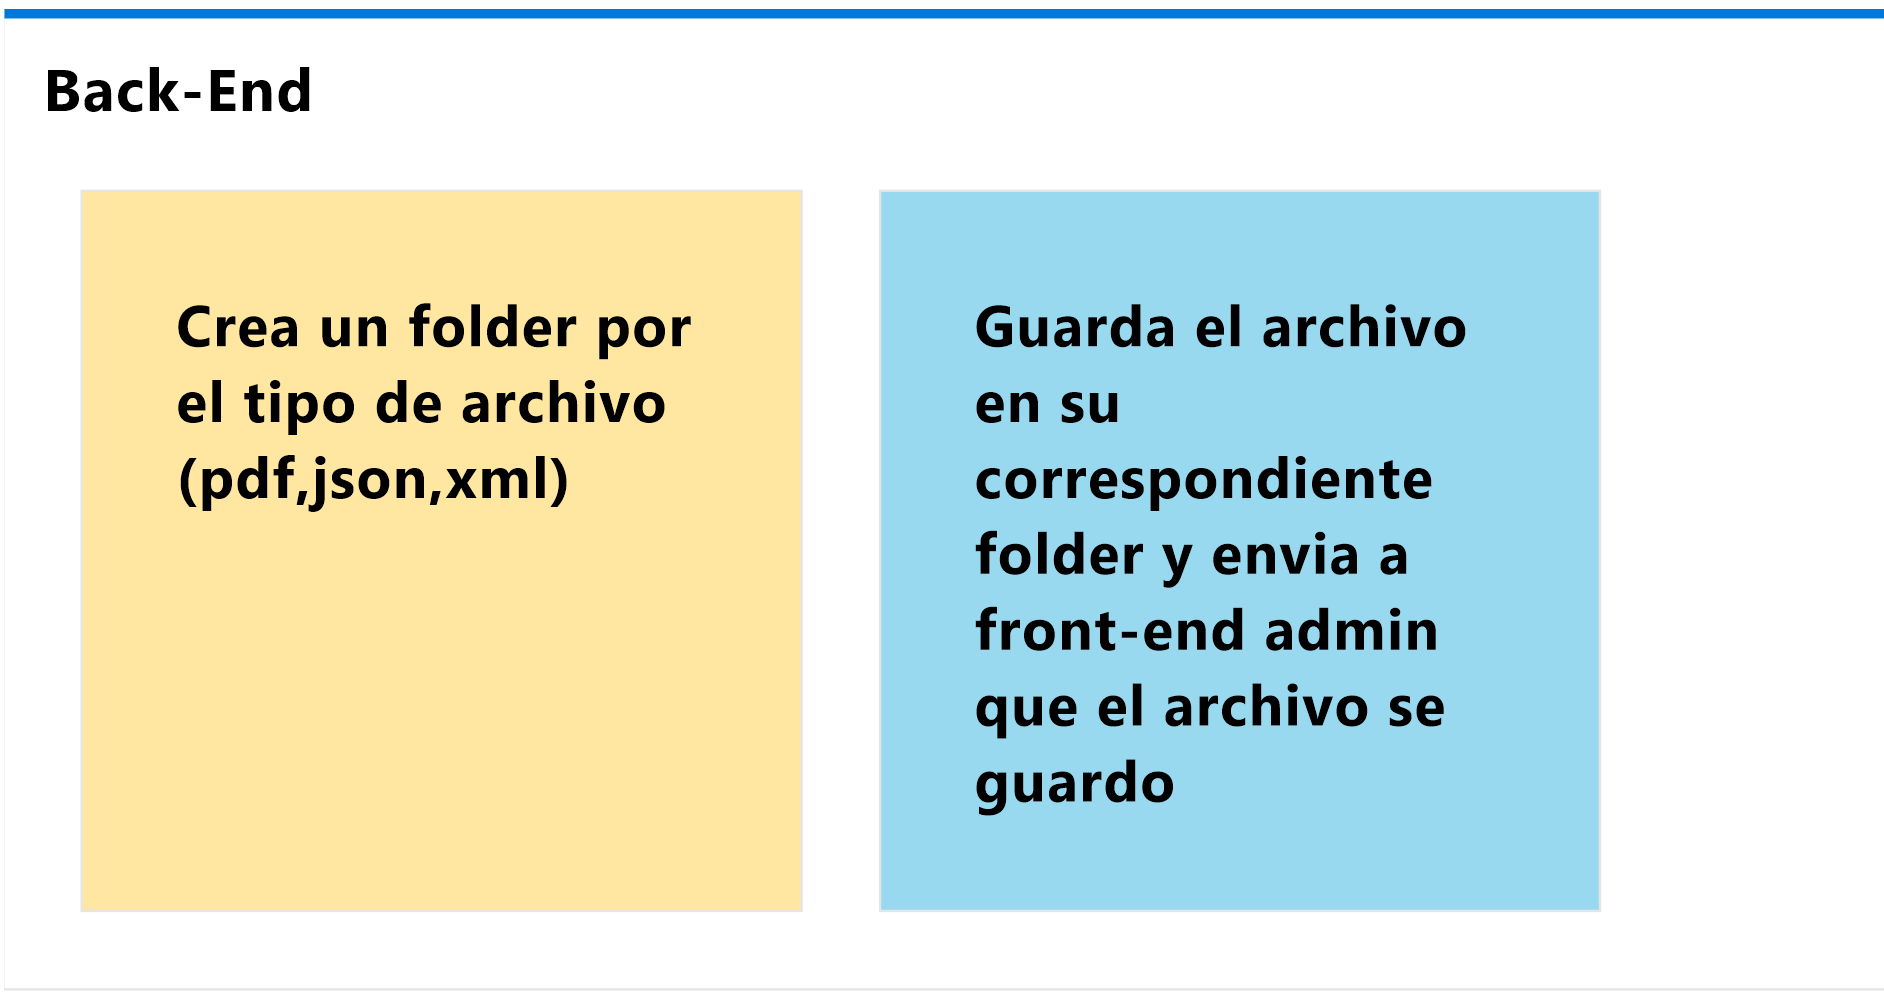 Back-End
Crea un folder por
el tipo de archivo
(pdf,json,xml)
Guarda el archivo
en su
correspondiente
folder y envia a
front-end admin
que el archivo se
guardo